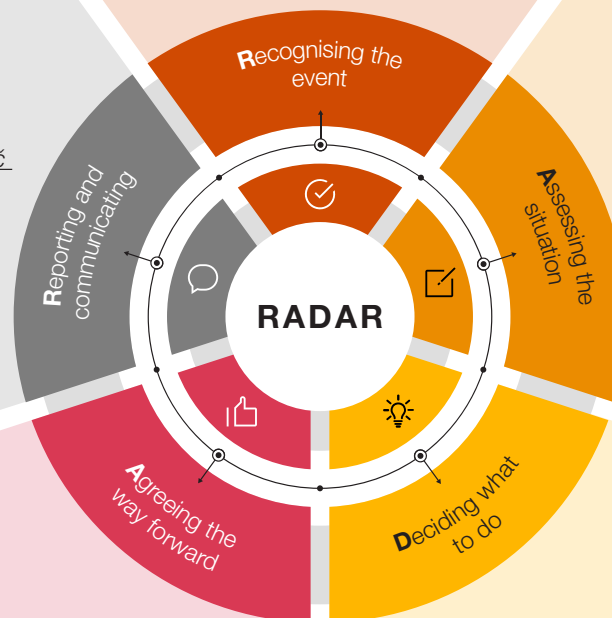 Recognising the
event
Assessing the
situation
Deciding what
to do
Agreeing the
way forward
Reporting and
communicating
RADAR